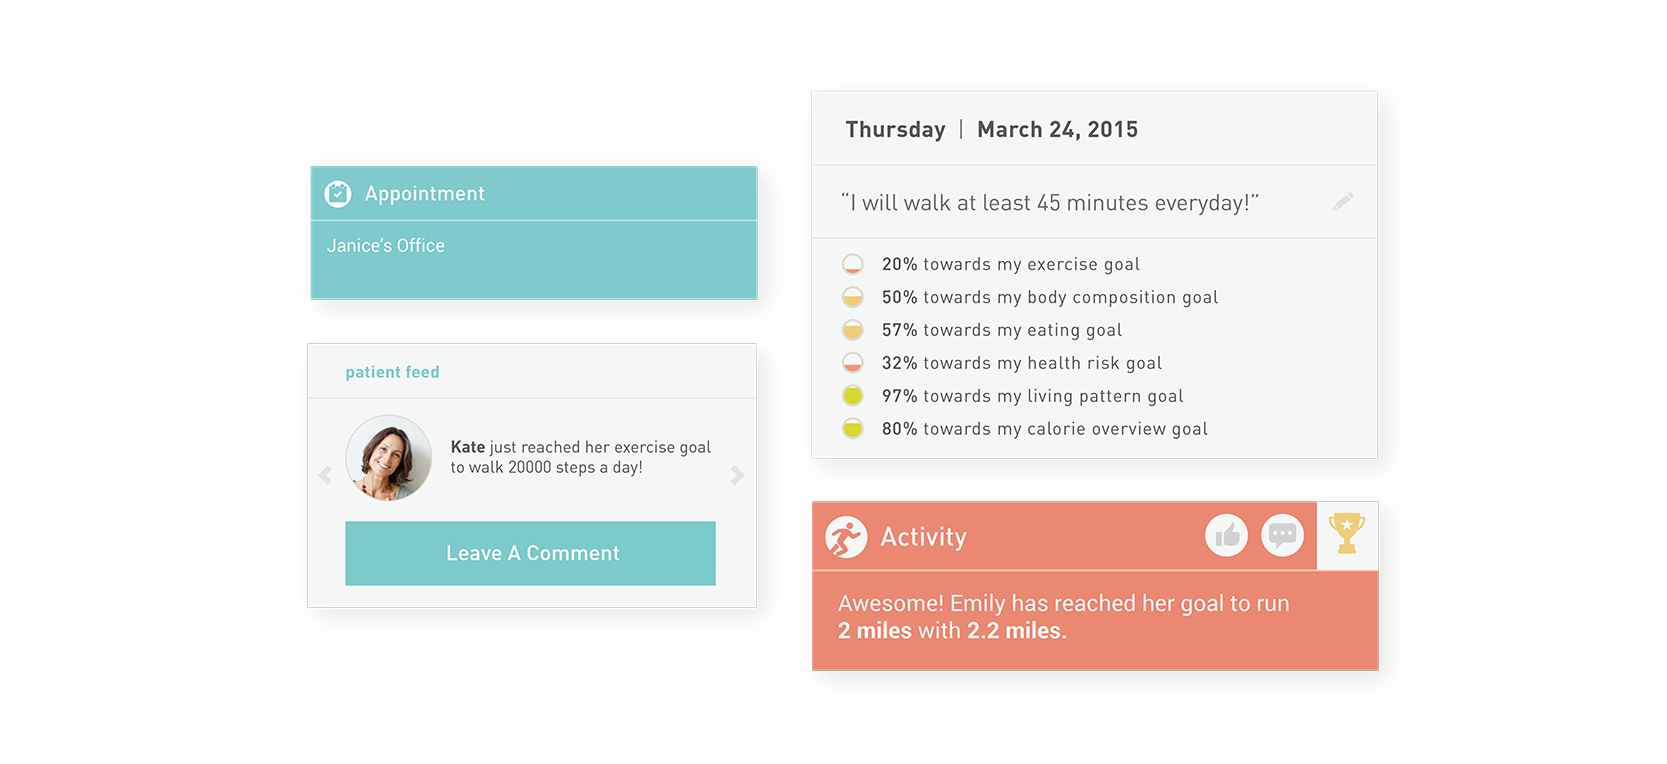 Appointment
Janice's Office
patient feed
Kate just reached her exercise goal
to walk 20000 steps a day!
Leave A Comment
Thursday | March 24, 2015
“I will walk at least 45 minutes everyday!”
20% towards my exercise goal
50% towards my body composition goal
57% towards my eating goal
32% towards my health risk goal
97% towards my living pattern goal
80% towards my calorie overview goal
Activity
Awesome! Emily has reached her goal to run
2 miles with 2.2 miles.